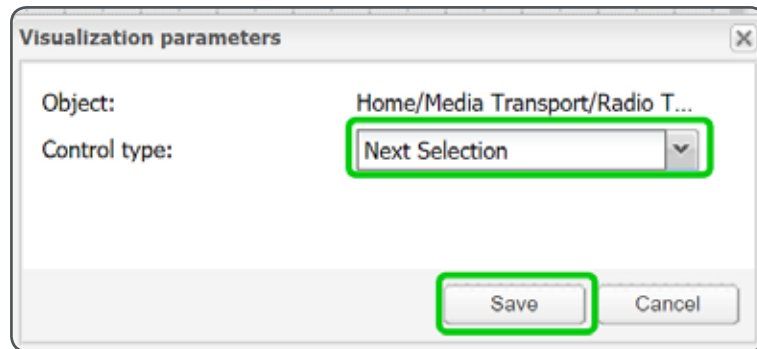 Visualization parameters
Object: Home/Media Transport/Radio T...
Control type: Next Selection
Save Cancel